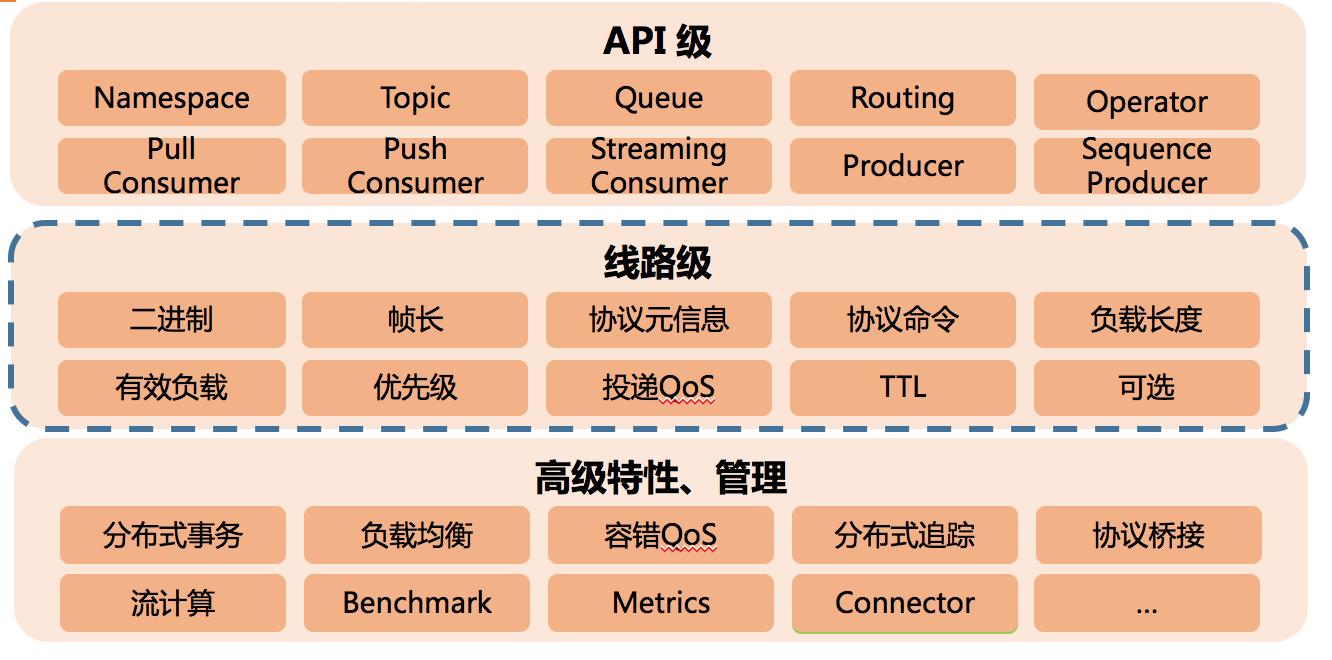 API 级
Namespace
Topic
Queue
Routing
Operator
Pull
Consumer
Push
Consumer
Streaming
Consumer
Producer
Sequence
Producer
线路级
二进制
帧长
协议元信息
协议命令
负载长度
有效负载
优先级
投递QoS
TTL
可选
高级特性、管理
分布式事务
负载均衡
容错QoS
分布式追踪
协议桥接
流计算
Benchmark
Metrics
Connector
...